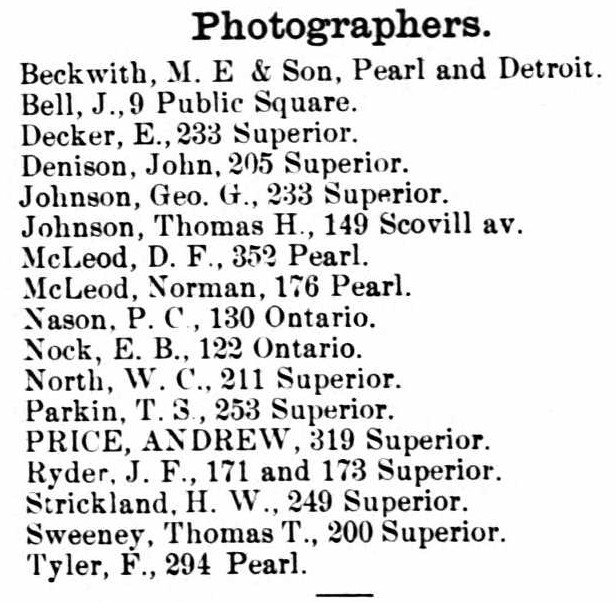 Photographers.
Beckwith, M. E & Son, Pearl and Detroit.
Bell, J., 9 Public Square.
Decker, E., 233 Superior.
Denison, John, 205 Superior.
Johnson, Geo. G., 233 Superior.
Johnson, Thomas H., 149 Scovill av.
McLeod, D. F., 352 Pearl.
McLeod, Norman, 176 Pearl.
Nason, P. C , 130 Ontario.
Nock, E. B., 122 Ontario.
North, W. C., 211 Superior.
Parkin, T. S., 253 Superior.
PRICE, ANDREW, 319 Superior.
Ryder, J. F., 171 and 173 Superior.
Strickland, H. W., 249 Superior.
Sweeney, Thomas T., 200 Superior.
Tyler, F., 294 Pearl.